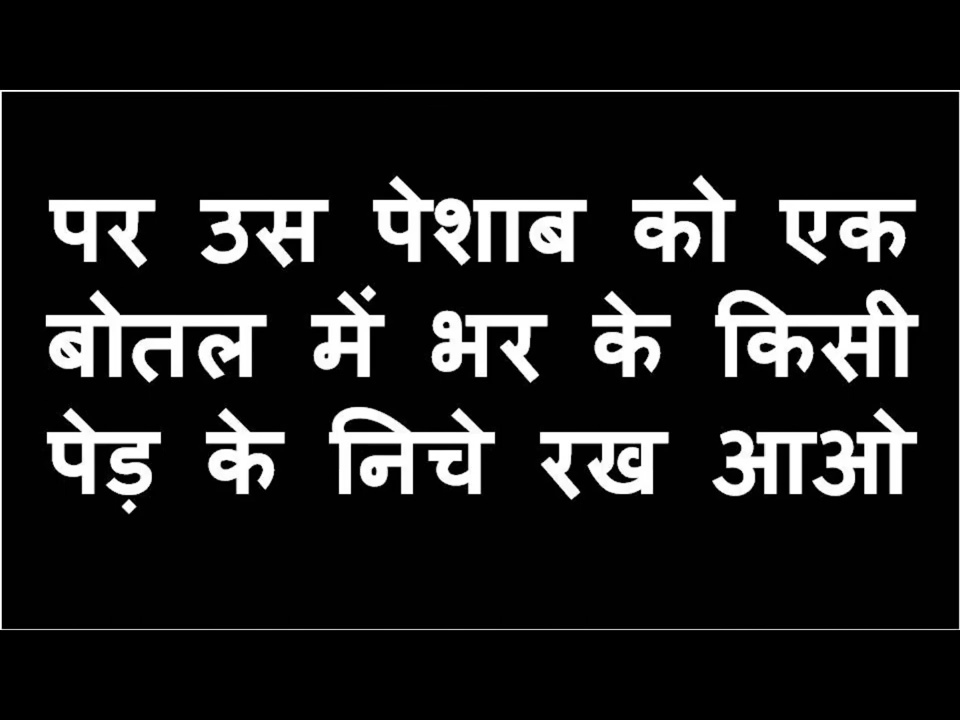 पर उस पेशाब को एक
बोतल में भर के किसी
पेड़ के निचे रख आओ